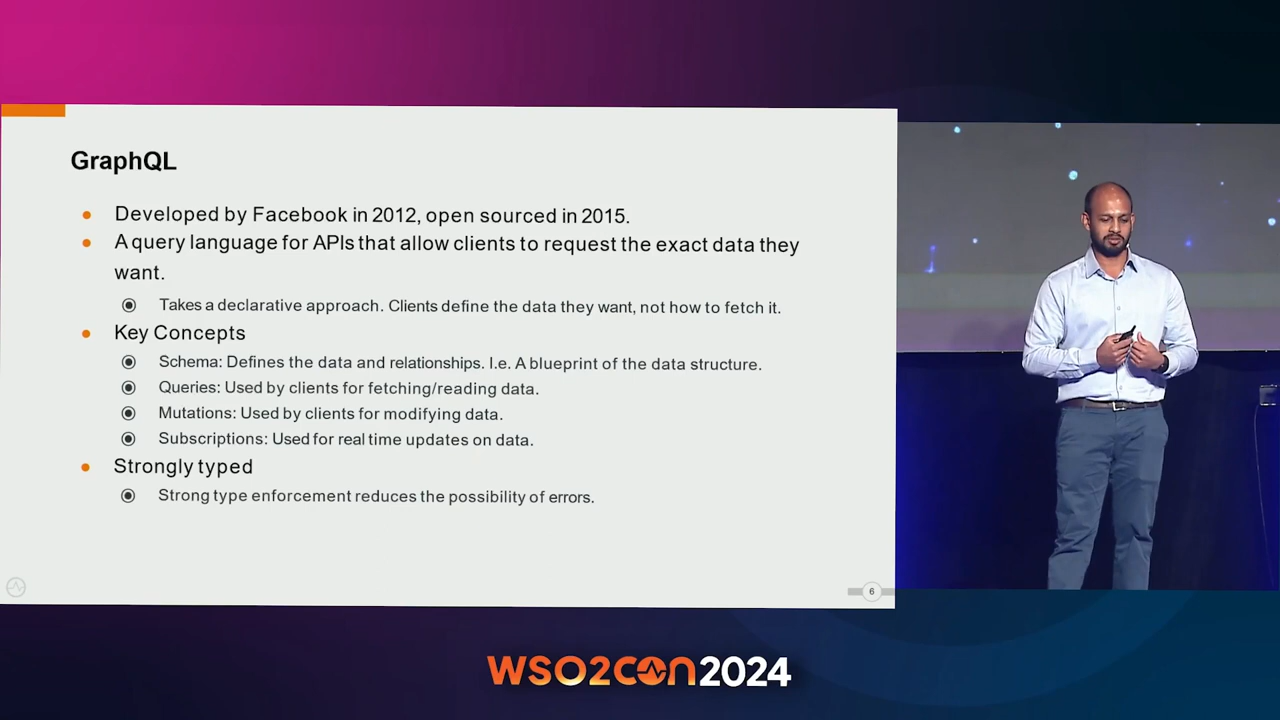 GraphQL
Developed by Facebook in 2012, open sourced in 2015.
A query language for APIs that allow clients to request the exact data they
want.
Takes a declarative approach. Clients define the data they want, not how to fetch it.
Key Concepts
Schema: Defines the data and relationships. I.e. A blueprint of the data structure.
Queries: Used by clients for fetching/reading data.
Mutations: Used by clients for modifying data.
Subscriptions: Used for real time updates on data.
Strongly typed
Strong type enforcement reduces the possibility of errors.
6
WSO2CON2024